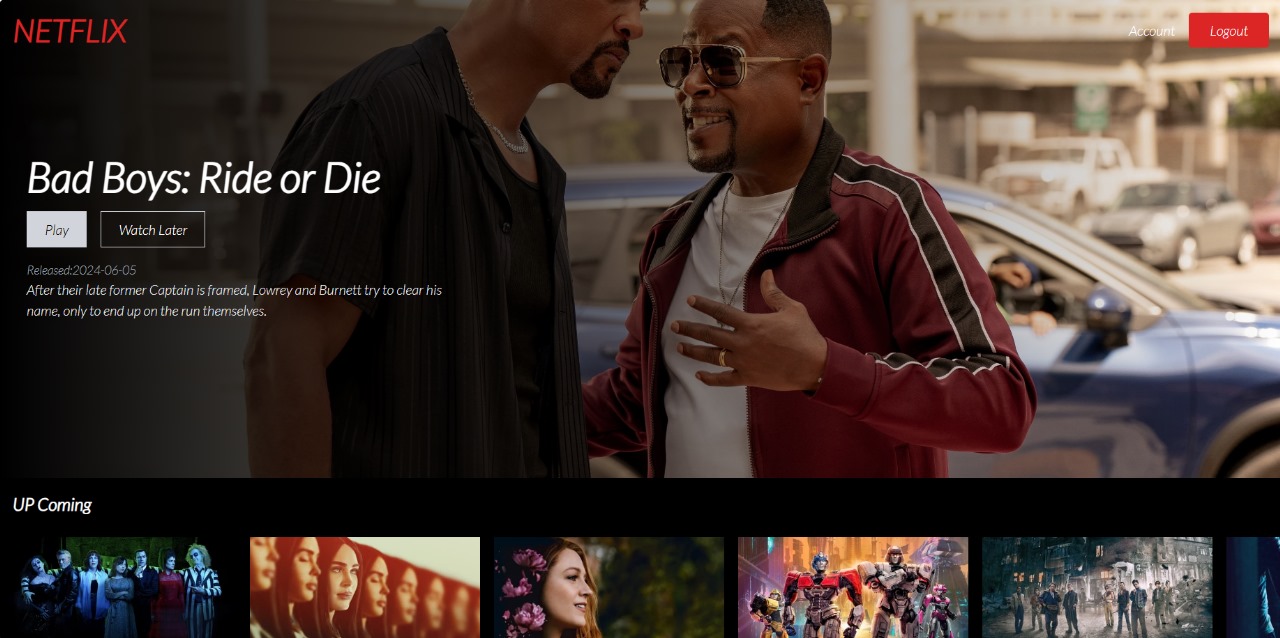 NETFLIX
Account
Logout
Bad Boys: Ride or Die
Play
Watch Later
Released:2024-06-05
After their late former Captain is framed, Lowrey and Burnett try to clear his
name, only to end up on the run themselves.
UP Coming